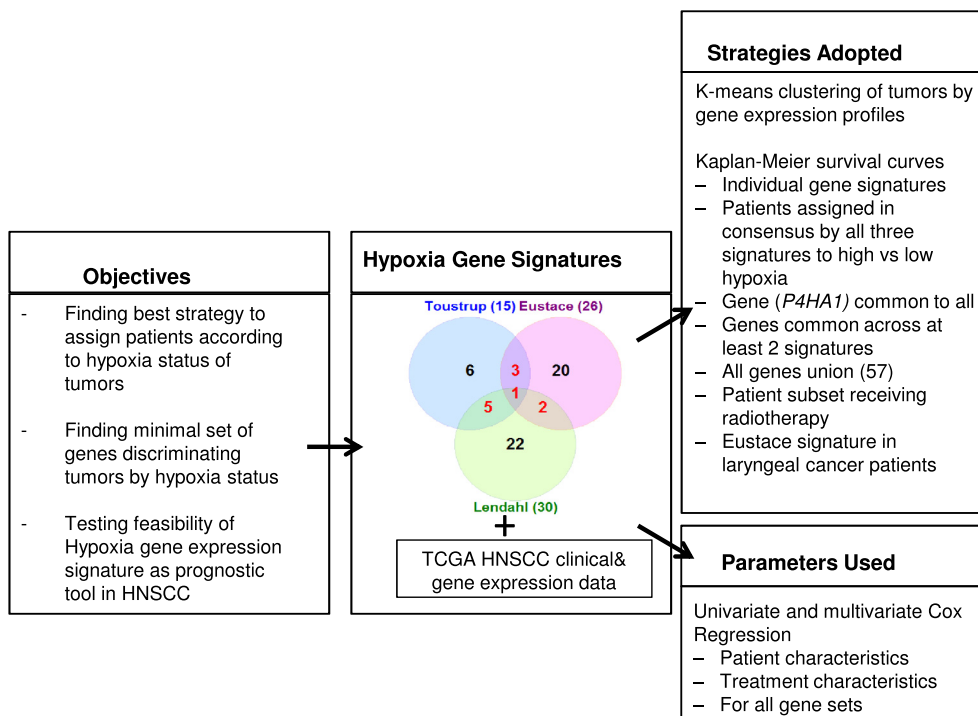 Objectives
- Finding best strategy to
assign patients according
to hypoxia status of
tumors
- Finding minimal set of
genes discriminating
tumors by hypoxia status
- Testing feasibility of
Hypoxia gene expression
signature as prognostic
tool in HNSCC
Hypoxia Gene Signatures
Toustrup (15) Eustace (26)
6 3 20
1
5 2
22
Lendahl (30)
+
TCGA HNSCC clinical&
gene expression data
Strategies Adopted
K-means clustering of tumors by
gene expression profiles
Kaplan-Meier survival curves
– Individual gene signatures
– Patients assigned in
consensus by all three
signatures to high vs low
hypoxia
– Gene (P4HA1) common to all
– Genes common across at
least 2 signatures
– All genes union (57)
– Patient subset receiving
radiotherapy
– Eustace signature in
laryngeal cancer patients
Parameters Used
Univariate and multivariate Cox
Regression
– Patient characteristics
– Treatment characteristics
– For all gene sets